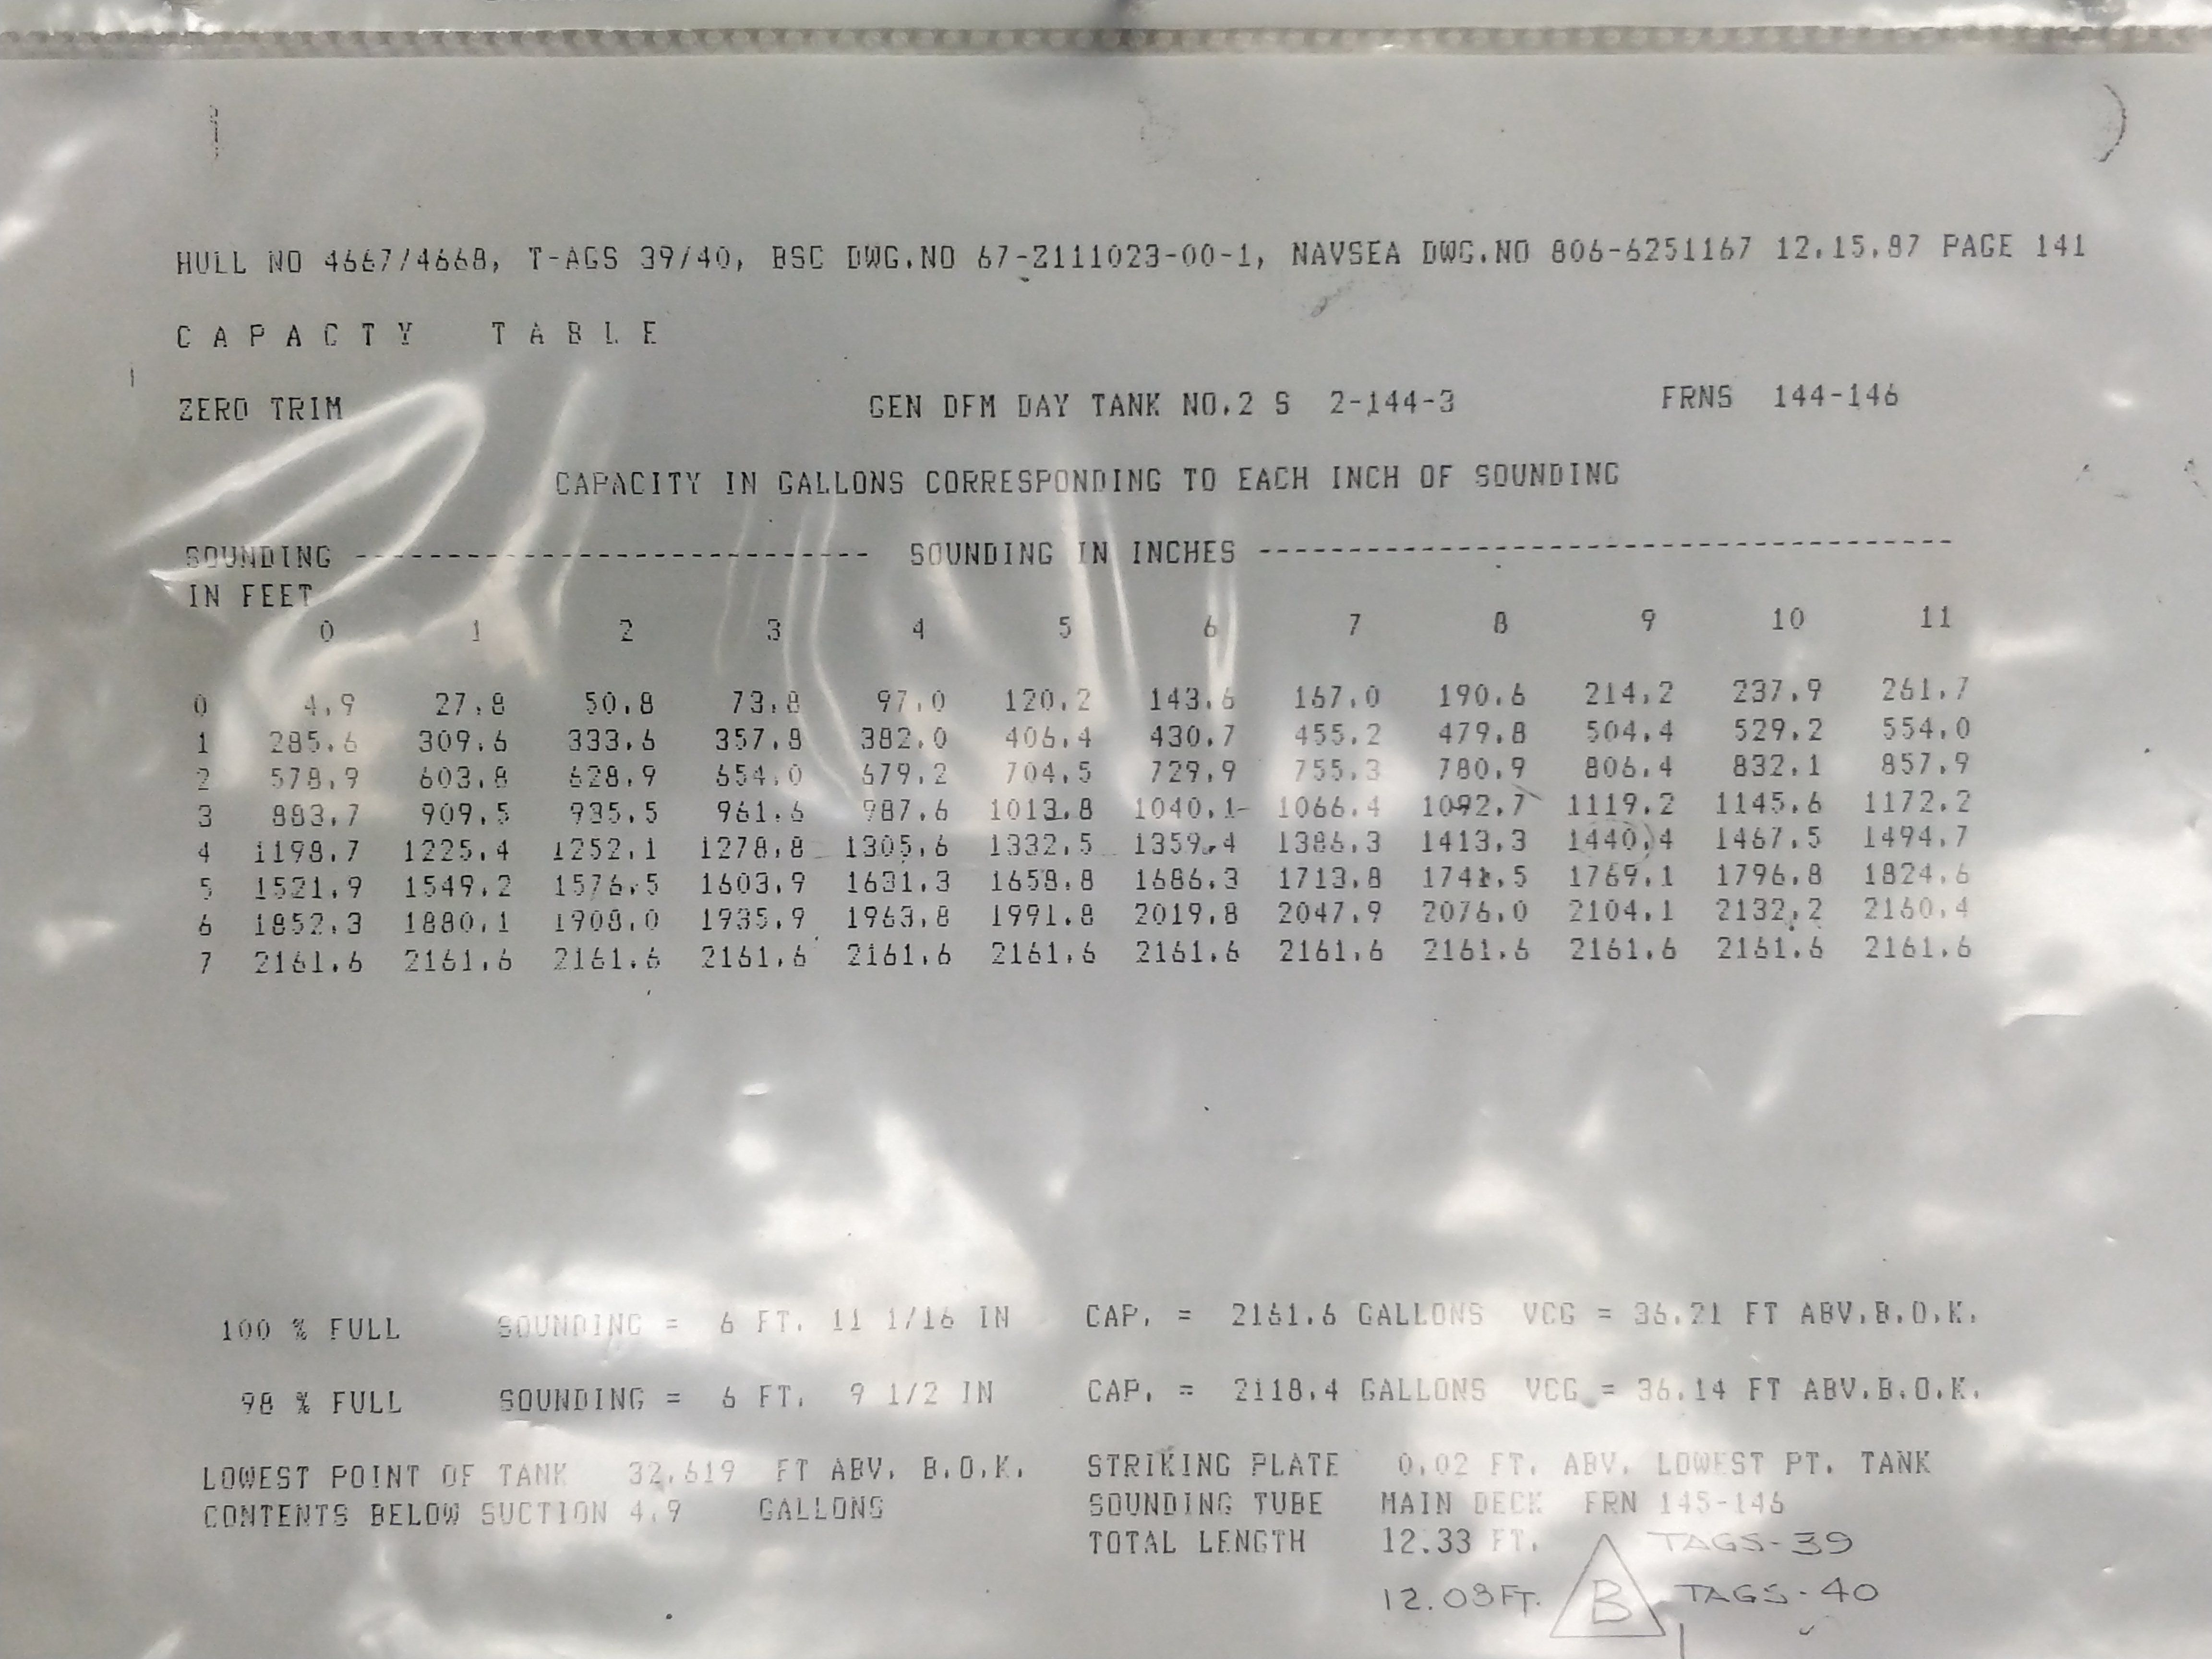 HULL NO 4667/4668, T-AGS 39/40, BSC DWG.NO 67-2111023-00-1, NAVSEA DWG.NO 806-6251167 12.15.87 PAGE 141
C A P A C T Y T A B L E
ZERO TRIM GEN DFM DAY TANK NO.2 S 2-144-3 FRNS 144-146
CAPACITY IN GALLONS CORRESPONDING TO EACH INCH OF SOUNDING
SOUNDING ---------------------- SOUNDING IN INCHES ------------------------------
IN FEET
0 1 2 3 4 5 6 7 8 9 10 11
0 4.9 27.8 50.8 73.8 97.0 120.2 143.6 167.0 190.6 214.2 237.9 261.7
1 285.6 309.6 333.6 357.8 382.0 406.4 430.7 455.2 479.8 504.4 529.2 554.0
2 578.9 603.8 628.9 654.0 679.2 704.5 729.9 755.3 780.9 806.4 832.1 857.9
3 883.7 909.5 935.5 961.6 987.6 1013.8 1040.1 1066.4 1092.7 1119.2 1145.6 1172.2
4 1198.7 1225.4 1252.1 1278.8 1305.6 1332.5 1359.4 1386.3 1413.3 1440.4 1467.5 1494.7
5 1521.9 1549.2 1576.5 1603.9 1631.3 1658.8 1686.3 1713.8 1741.5 1769.1 1796.8 1824.6
6 1852.3 1880.1 1908.0 1935.9 1963.8 1991.8 2019.8 2047.9 2076.0 2104.1 2132.2 2160.4
7 2161.6 2161.6 2161.6 2161.6 2161.6 2161.6 2161.6 2161.6 2161.6 2161.6 2161.6 2161.6
100 % FULL SOUNDING = 6 FT. 11 1/16 IN CAP. = 2161.6 GALLONS VCG = 36.21 FT ABV.B.O.K.
98 % FULL SOUNDING = 6 FT. 9 1/2 IN CAP. = 2118.4 GALLONS VCG = 36.14 FT ABV.B.O.K.
LOWEST POINT OF TANK 32.619 FT ABV. B.O.K. STRIKING PLATE 0.02 FT. ABV. LOWEST PT. TANK
CONTENTS BELOW SUCTION 4.9 GALLONS SOUNDING TUBE MAIN DECK FRN 145-146
TOTAL LENGTH 12.33 FT. TAGS-39
12.08FT. B TAGS-40